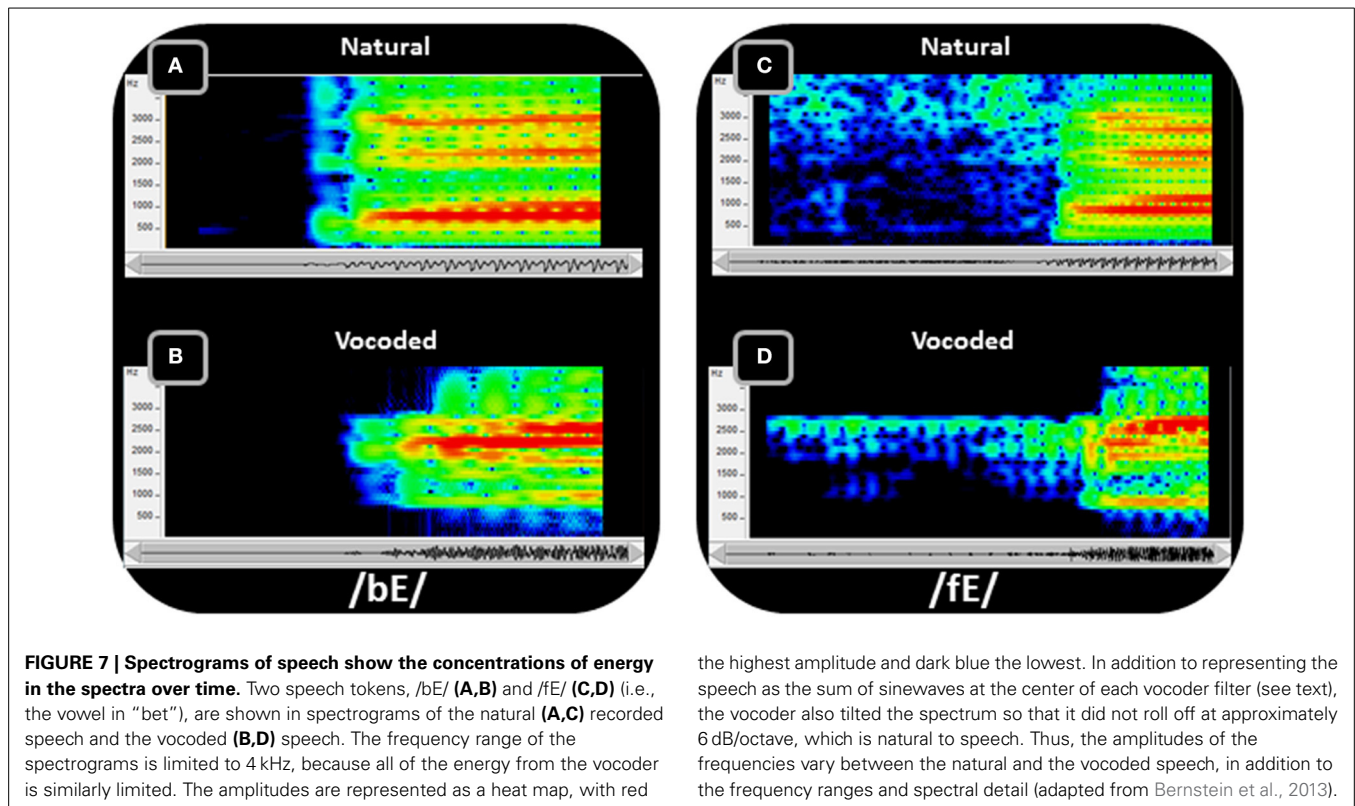 Natural
A
Hz
3000
2500
2000
1500
1000
500
Vocoded
B
Hz
3000
2500
2000
1500
1000
500
/bE/
Natural
C
Hz
3000
2500
2000
1500
1000
500
Vocoded
D
Hz
3000
2500
2000
1500
1000
500
/fE/
FIGURE 7 | Spectrograms of speech show the concentrations of energy
in the spectra over time. Two speech tokens, /bE/ (A,B) and /fE/ (C,D) (i.e.,
the vowel in “bet”), are shown in spectrograms of the natural (A,C) recorded
speech and the vocoded (B,D) speech. The frequency range of the
spectrograms is limited to 4 kHz, because all of the energy from the vocoder
is similarly limited. The amplitudes are represented as a heat map, with red
the highest amplitude and dark blue the lowest. In addition to representing the
speech as the sum of sinewaves at the center of each vocoder filter (see text),
the vocoder also tilted the spectrum so that it did not roll off at approximately
6 dB/octave, which is natural to speech. Thus, the amplitudes of the
frequencies vary between the natural and the vocoded speech, in addition to
the frequency ranges and spectral detail (adapted from Bernstein et al., 2013).